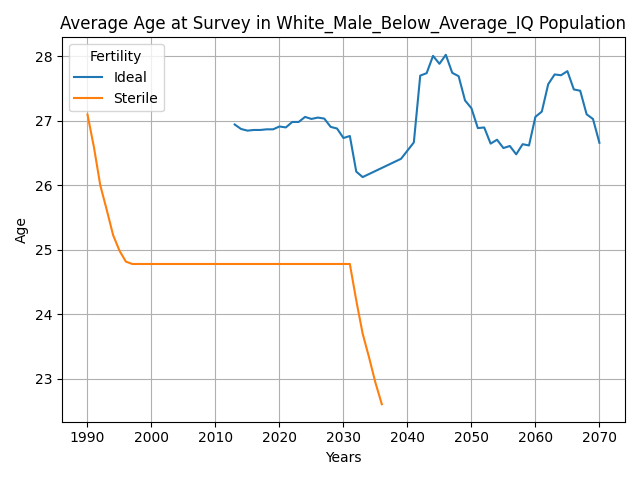 Average Age at Survey in White_Male_Below_Average_IQ Population
Fertility
Ideal
Sterile
28
27
26
25
24
23
Age
1990 2000 2010 2020 2030 2040 2050 2060 2070
Years